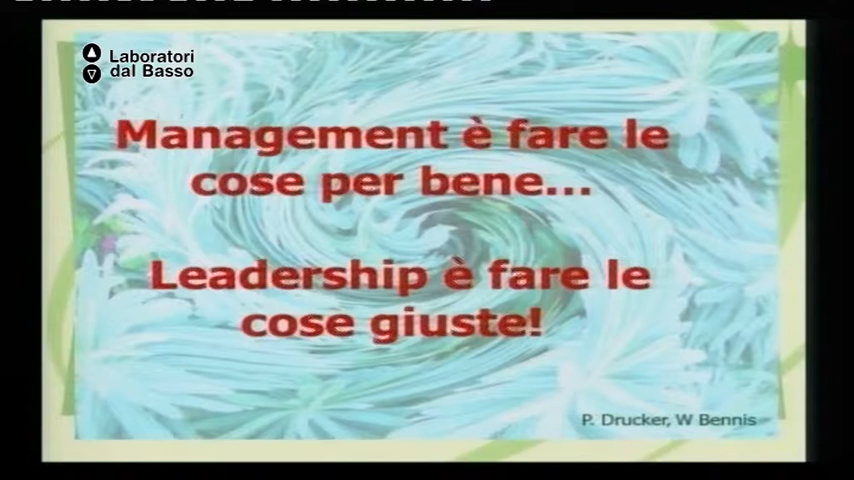 Laboratori
dal Basso
Management è fare le
cose per bene...
Leadership è fare le
cose giuste!
P. Drucker, W Bennis